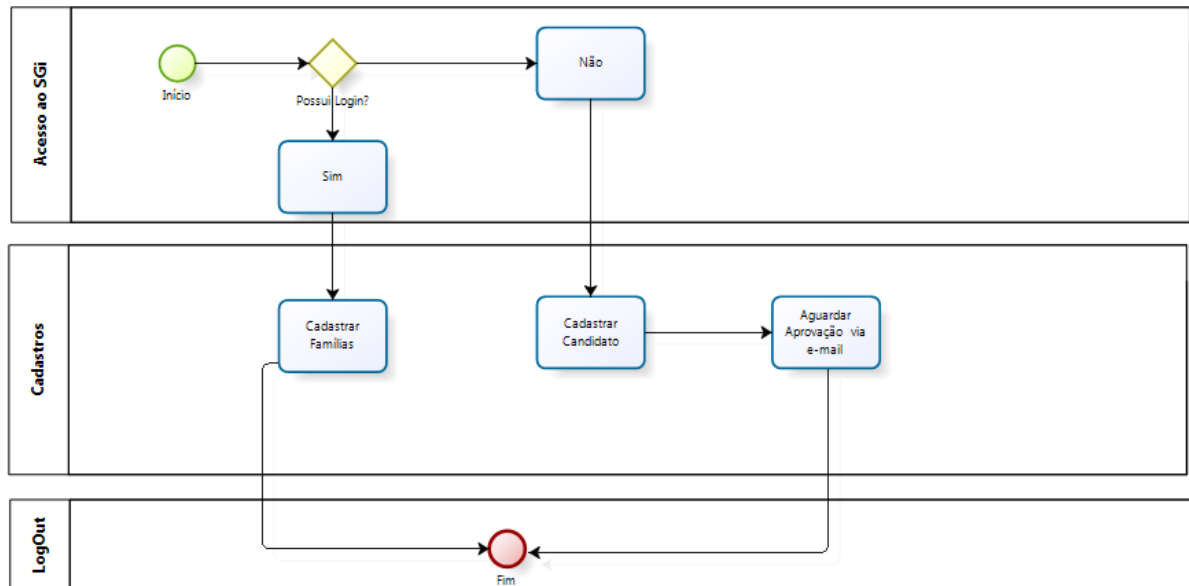 Acesso ao SGi
Início
Possui Login?
Não
Sim
Cadastros
Cadastrar
Famílias
Cadastrar
Candidato
Aguardar
Aprovação via
e-mail
LogOut
Fim